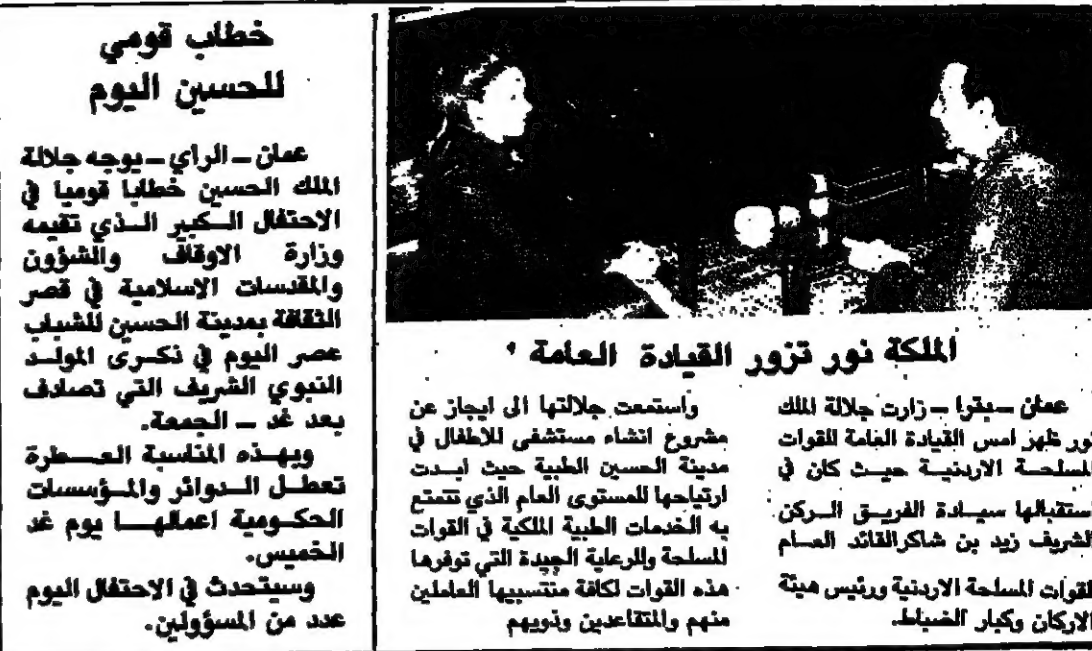 الملكة نور تزور القيادة العامة
عمان – بترا – زارت جلالة الملك
نور ظهر امس القيادة العامة للقوات
المسلحة الاردنية حيث كان في
استقبالها سيادة الفريق الركن
الشريف زيد بن شاكر القائد العام
للقوات المسلحة الاردنية ورئيس هيئة
الاركان وكبار الضباط.
واستمعت جلالتها الى ايجاز عن
مشروع انشاء مستشفى للاطفال في
مدينة الحسين الطبية حيث ابدت
ارتياحها للمستوى العام الذي تتمتع
به الخدمات الطبية الملكية في القوات
المسلحة وللرعاية الجيدة التي توفرها
هذه القوات لكافة منتسبيها العاملين
منهم والمتقاعدين وذويهم
خطاب قومي
للحسين اليوم
عمان – الراي – يوجه جلالة
الملك الحسين خطابا قوميا في
الاحتفال الكبير الذي تقيمه
وزارة الاوقاف والشؤون
والمقدسات الاسلامية في قصر
الثقافة بمدينة الحسين للشباب
عصر اليوم في ذكرى المولد
النبوي الشريف التي تصادف
بعد غد – الجمعة.
وبهذه المناسبة العطرة
تعطل الدوائر والمؤسسات
الحكومية اعمالها يوم غد
الخميس.
وسيتحدث في الاحتفال اليوم
عدد من المسؤولين.